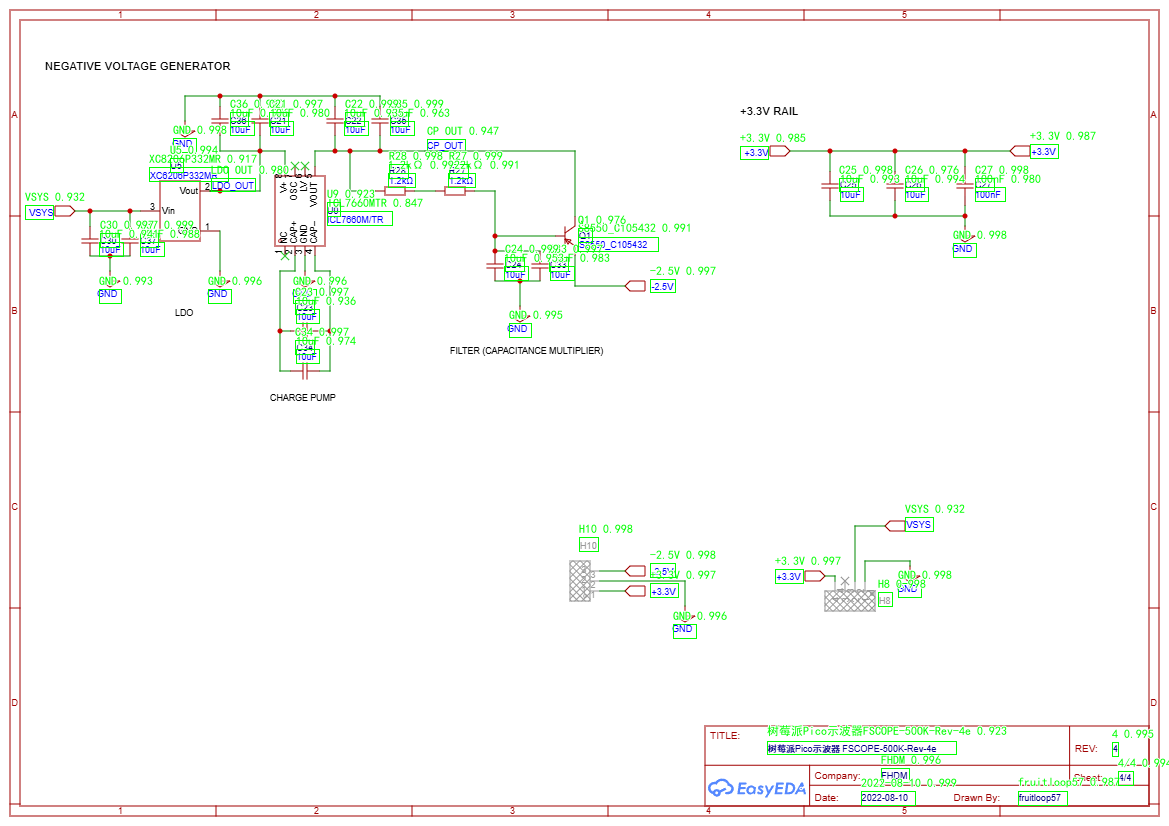 1 2 3 4 5
A A
B B
C C
D D
1 2 3 4 5
NEGATIVE VOLTAGE GENERATOR
C36 0.9
C21 0.997
C22 0.999
C35 0.999
10uF 0.980
10uF 0.963
C36 C21 C22 C35
10uF 10uF 10uF 10uF
GND 0.998
GND
CP_OUT 0.947
CP_OUT
U5 0.994
XC6206P332MR 0.917
U5
XC6206P332MR
LDO_OUT 0.980
LDO_OUT
Vout 2
3 Vin
1
VSYS 0.932
VSYS
R28 0.998 R27 0.999
1.2kΩ 0.991
R28 R27
1.2kΩ 1.2kΩ
8 7 6 5
V+ OSC LV VOUT
NC CAP+ GND CAP-
1 2 3 4
U9 0.923
ICL7660MTR 0.847
U9
ICL7660M/TR
C30 0.997
10uF 0.988
C30
10uF 10uF
GND 0.993
GND
GND 0.996
GND
LDO
GND 0.996
C23 0.997
10uF 0.936
C23
10uF
C34 0.997
10uF 0.974
C34
10uF
CHARGE PUMP
Q1 0.976
S8550_C105432 0.991
Q1
S8550_C105432
C24 0.993
10uF 0.983
C24 C33
10uF 10uF
-2.5V 0.997
-2.5V
GND 0.995
GND
FILTER (CAPACITANCE MULTIPLIER)
+3.3V RAIL
+3.3V 0.985
+3.3V
+3.3V 0.987
+3.3V
C25 0.998 C26 0.976 C27 0.998
10uF 0.993 10uF 0.994 100nF 0.980
C25 C26 C27
10uF 10uF 100nF
GND 0.998
GND
H10 0.998
H10
-2.5V 0.998
-2.5V
+3.3V 0.997
+3.3V
GND 0.996
GND
VSYS 0.932
VSYS
+3.3V 0.997
+3.3V
GND 0.998
GND
H8 0.998
H8
TITLE:
树莓派Pico示波器FSCOPE-500K-Rev-4e 0.923
树莓派Pico示波器 FSCOPE-500K-Rev-4e
REV:
4 0.995
4
EasyEDA
Company:
FHDM 0.996
FHDM
Sheet:
4/4 0.994
4/4
Date:
2022-08-10 0.999
2022-08-10
Drawn By:
fruitloop57 0.987
fruitloop57